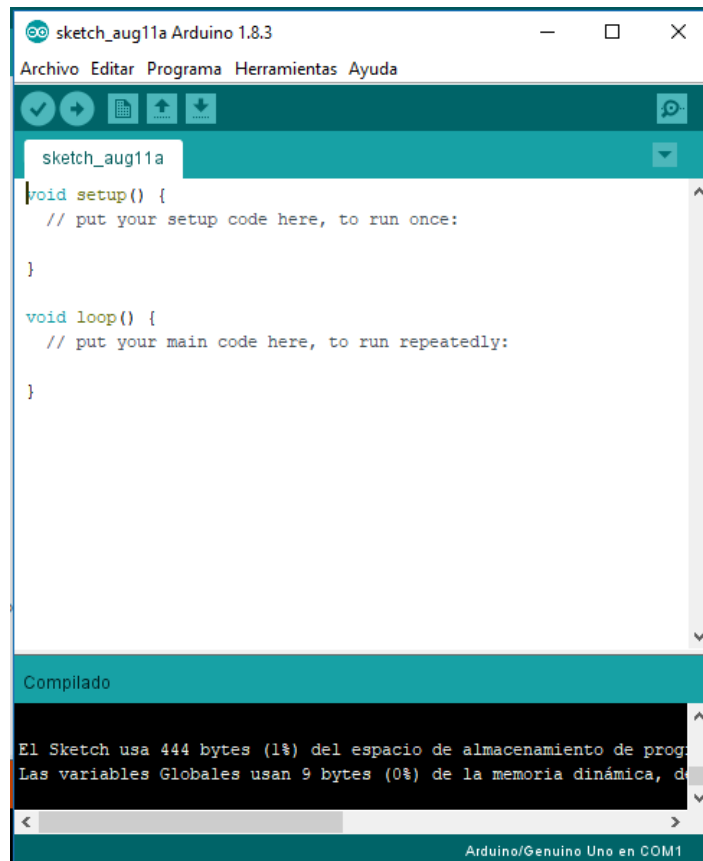 sketch_aug11a Arduino 1.8.3
Archivo Editar Programa Herramientas Ayuda
sketch_aug11a
void setup() {
  // put your setup code here, to run once:
}
void loop() {
  // put your main code here, to run repeatedly:
}
Compilado
El Sketch usa 444 bytes (1%) del espacio de almacenamiento de
Las variables Globales usan 9 bytes (0%) de la memoria dinámica,
Arduino/Genuino Uno en COM1